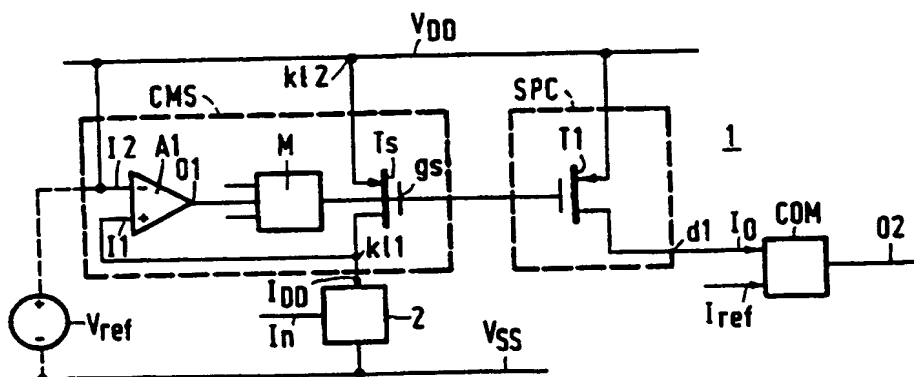 VDD
kl2
CMS
SPC
I2
A1
O1
M
Ts
gs
T1
1
I1
kl1
d1
IO
COM
O2
IDD
In
2
Iref
Vref
VSS